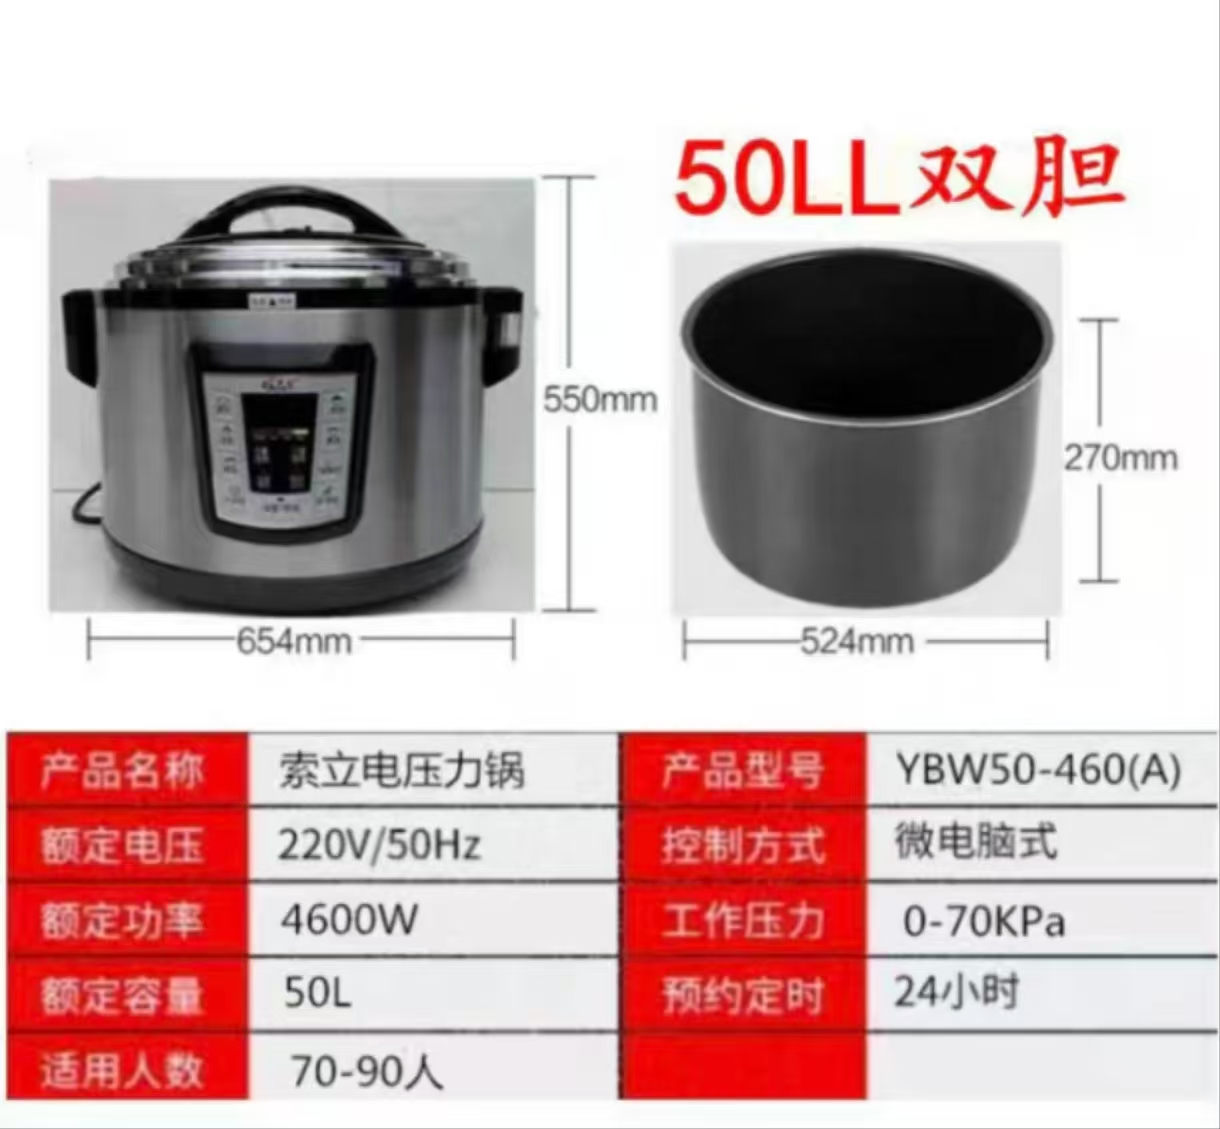 50LL双胆
550mm
270mm
654mm
524mm
产品名称 索立电压力锅 产品型号 YBW50-460(A)
额定电压 220V/50Hz 控制方式 微电脑式
额定功率 4600W 工作压力 0-70KPa
额定容量 50L 预约定时 24小时
适用人数 70-90人